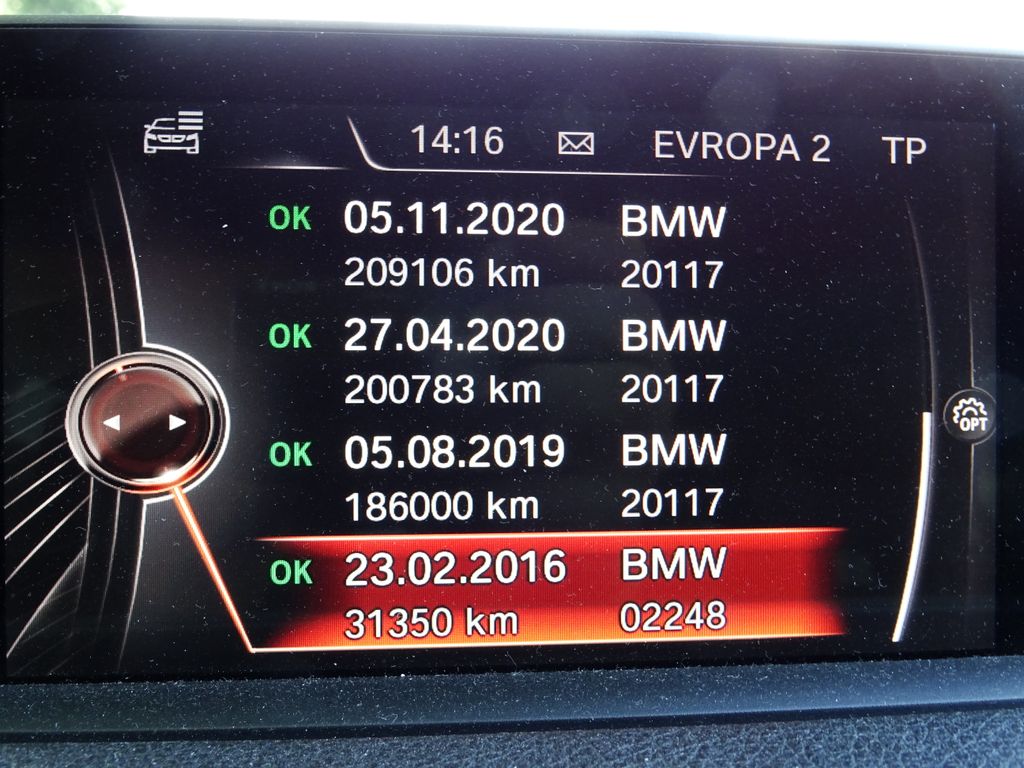 14:16 EVROPA 2 TP
OK 05.11.2020 BMW
209106 km 20117
OK 27.04.2020 BMW
200783 km 20117
OK 05.08.2019 BMW
186000 km 20117
OPT
OK 23.02.2016 BMW
31350 km 02248